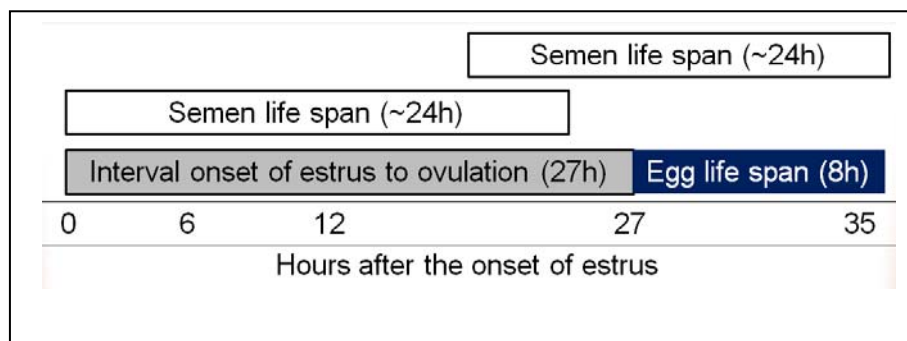 Semen life span (~24h)
Semen life span (~24h)
Interval onset of estrus to ovulation (27h) Egg life span (8h)
0 6 12 27 35
Hours after the onset of estrus